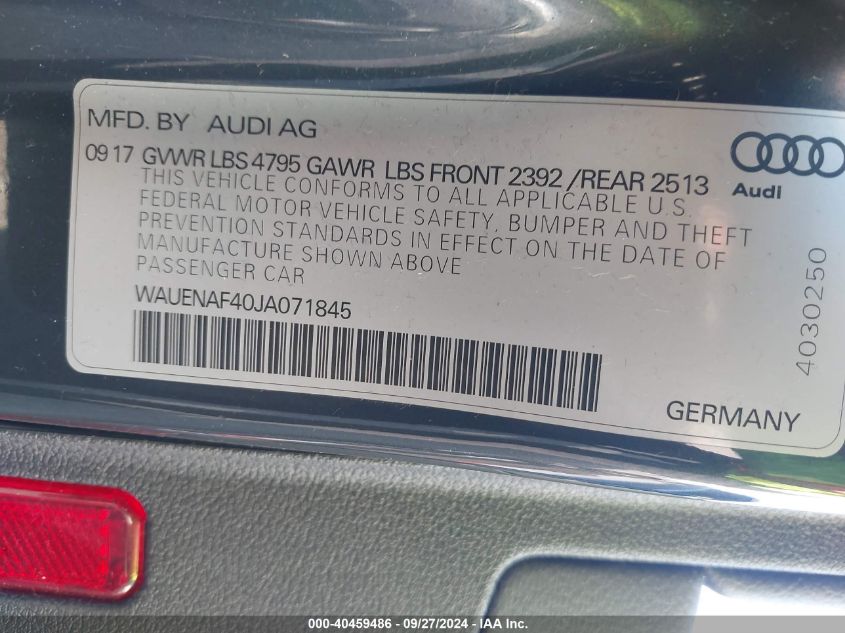 MFD. BY AUDI AG
09 17 GVWR LBS 4795 GAWR LBS FRONT 2392 /REAR 2513
THIS VEHICLE CONFORMS TO ALL APPLICABLE U.S.
FEDERAL MOTOR VEHICLE SAFETY, BUMPER AND THEFT
PREVENTION STANDARDS IN EFFECT ON THE DATE OF
MANUFACTURE SHOWN ABOVE
PASSENGER CAR
WAUENAF40JA071845
Audi
4030250
GERMANY
000-40459486 - 09/27/2024 - IAA Inc.